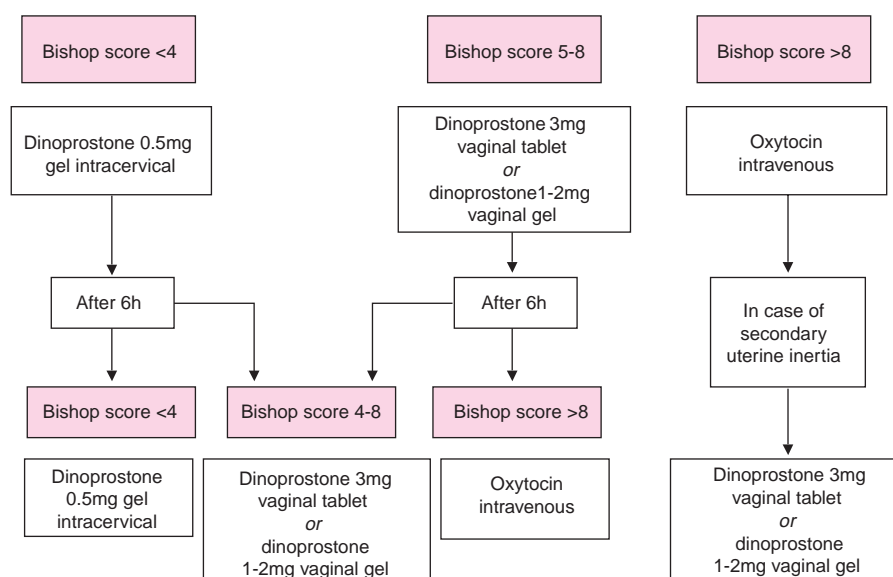 Bishop score <4
Bishop score 5-8
Bishop score >8
Dinoprostone 0.5mg
gel intracervical
Dinoprostone 3mg
vaginal tablet
or
dinoprostone1-2mg
vaginal gel
Oxytocin
intravenous
After 6h
After 6h
In case of
secondary
uterine inertia
Bishop score <4
Bishop score 4-8
Bishop score >8
Dinoprostone
0.5mg gel
intracervical
Dinoprostone 3mg
vaginal tablet
or
dinoprostone
1-2mg vaginal gel
Oxytocin
intravenous
Dinoprostone 3mg
vaginal tablet
or
dinoprostone
1-2mg vaginal gel